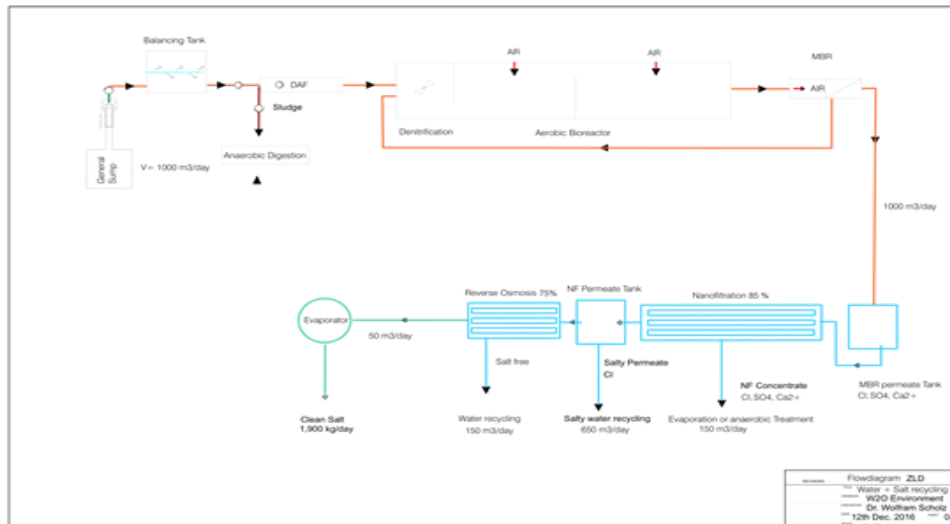 Balancing Tank
AIR
AIR
MBR
DAF
AIR
Sludge
Denitrification
Aerobic Bioreactor
General
Sump
V= 1000 m3/day
Anaerobic Digestion
1000 m3/day
Reverse Osmosis 75%
NF Permeate Tank
Nanofiltration 85 %
Evaporator
50 m3/day
Salt free
Salty Permeate
Cl
NF Concentrate
Cl,SO4, Ca2+
MBR permeate Tank
Cl,SO4, Ca2+
Clean Salt
1,900 kg/day
Water recycling
150 m3/day
Salty water recycling
650 m3/day
Evaporation or anaerobic Treatment
150 m3/day
Flowdiagram ZLD
Water + Salt recycling
W2O Environment
Dr. Wolfram Scholz
12th Dec. 2016